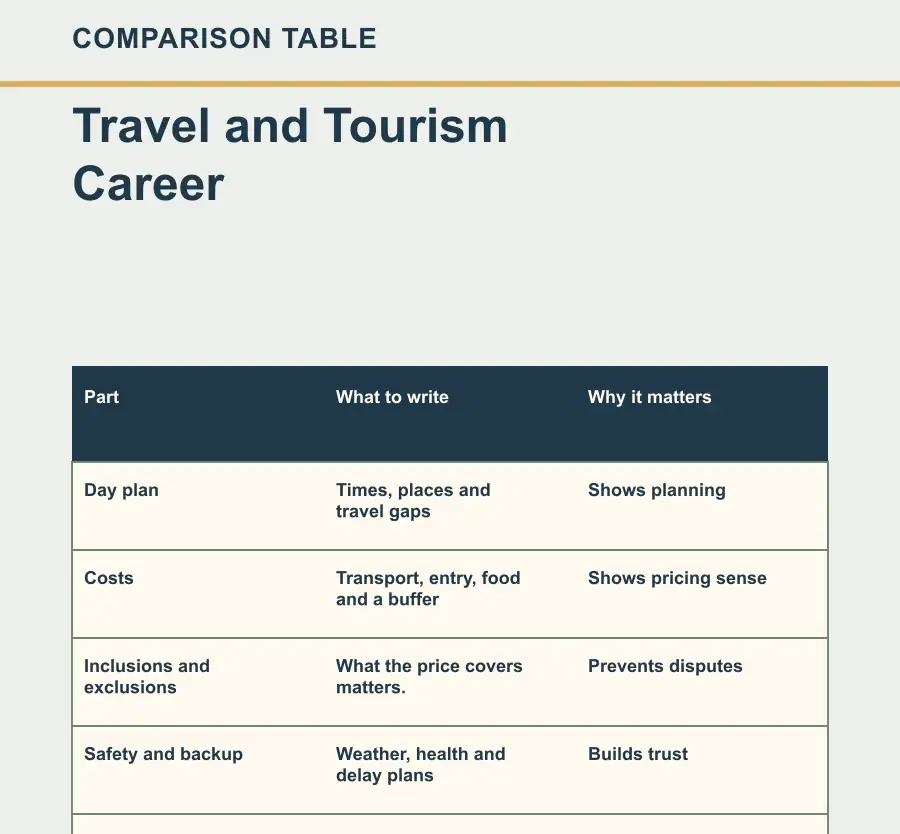 COMPARISON TABLE
Travel and Tourism
Career
Part What to write Why it matters
Day plan Times, places and Shows planning
travel gaps
Costs Transport, entry, food Shows pricing sense
and a buffer
Inclusions and What the price covers Prevents disputes
exclusions matters.
Safety and backup Weather, health and Builds trust
delay plans